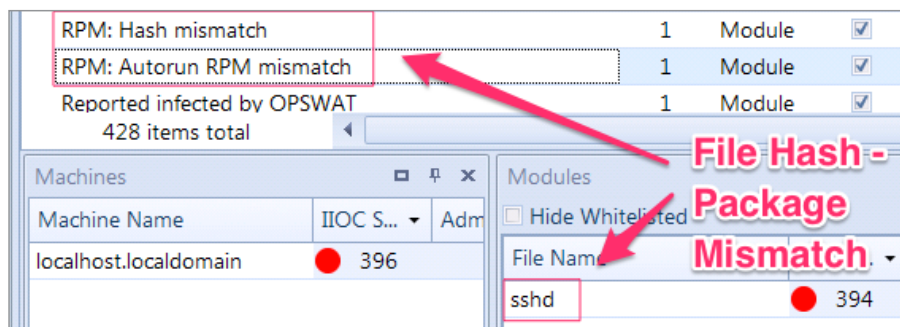 RPM: Hash mismatch 1 Module
RPM: Autorun RPM mismatch 1 Module
Reported infected by OPSWAT 1 Module
428 items total
File Hash -
Package
Mismatch
Machines
Machine Name IIOC S... Adm
localhost.localdomain 396
Modules
Hide Whitelisted
File Name .
sshd 394